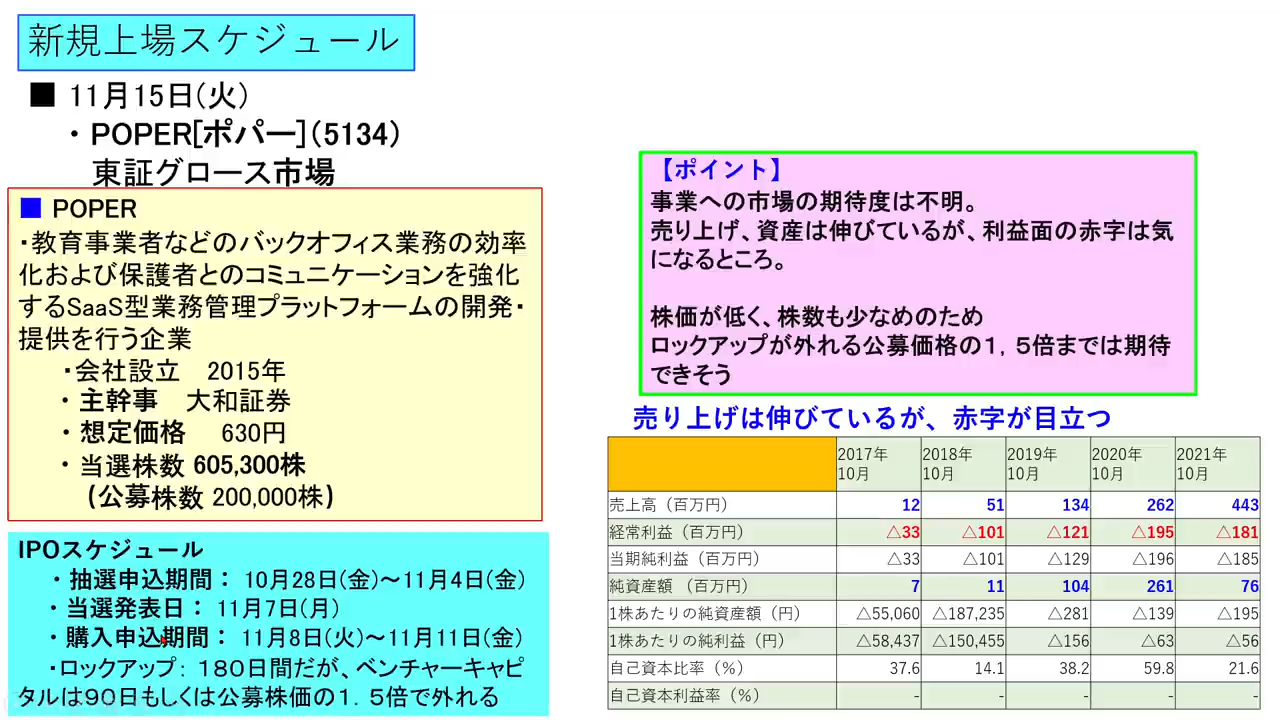 新規上場スケジュール
■ 11月15日(火)
・ POPER[ポパー](5134)
東証グロース市場
■ POPER
・教育事業者などのバックオフィス業務の効率
化および保護者とのコミュニケーションを強化
するSaaS型業務管理プラットフォームの開発・
提供を行う企業
・会社設立 2015年
・ 主幹事 大和証券
・ 想定価格 630円
・ 当選株数 605,300株
(公募株数 200,000株)
IPOスケジュール
・ 抽選申込期間： 10月28日(金)～11月4日(金)
・ 当選発表日： 11月7日(月)
・ 購入申込期間： 11月8日(火)～11月11日(金)
・ロックアップ： １８０日間だが、ベンチャーキャピ
タルは９０日もしくは公募株価の１．５倍で外れる
【ポイント】
事業への市場の期待度は不明。
売り上げ、資産は伸びているが、利益面の赤字は気
になるところ。
株価が低く、株数も少なめのため
ロックアップが外れる公募価格の１，５倍までは期待
できそう
売り上げは伸びているが、赤字が目立つ
2017年 2018年 2019年 2020年 2021年
10月 10月 10月 10月 10月
売上高（百万円） 12 51 134 262 443
経常利益（百万円） △33 △101 △121 △195 △181
当期純利益（百万円） △33 △101 △129 △196 △185
純資産額（百万円） 7 11 104 261 76
1株あたりの純資産額（円） △55,060 △187,235 △281 △139 △195
1株あたりの純利益（円） △58,437 △150,455 △156 △63 △56
自己資本比率（％） 37.6 14.1 38.2 59.8 21.6
自己資本利益率（％） - - - - -